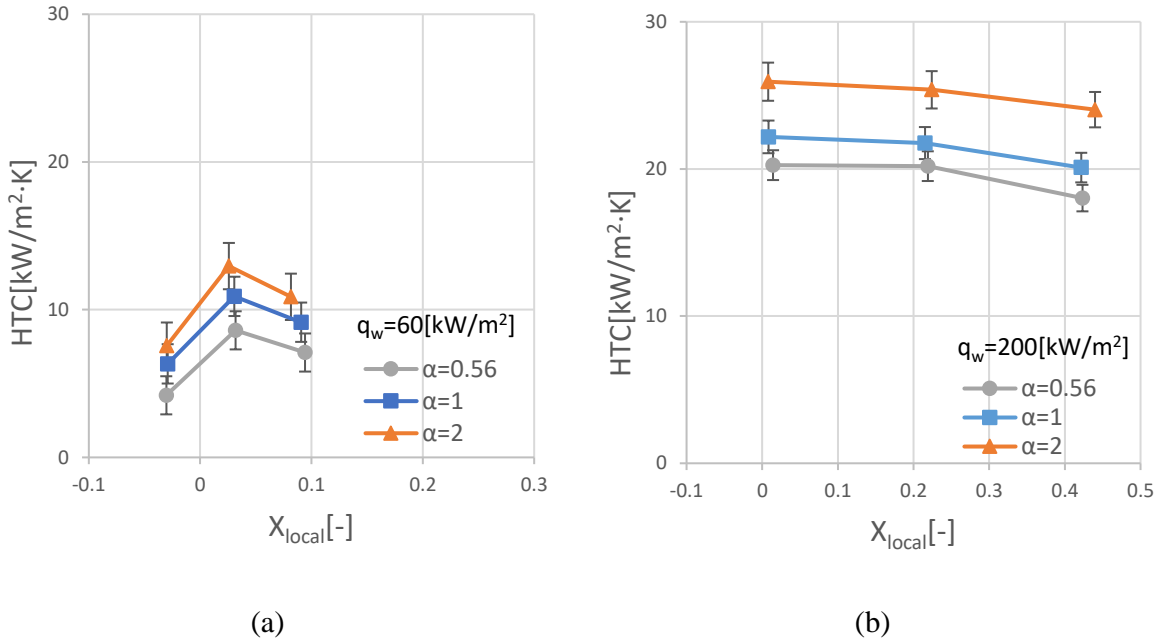 30
20
10
0
HTC[kW/m²·K]
q_w=60[kW/m²]
α=0.56
α=1
α=2
-0.1
0
0.1
0.2
0.3
X_local[-]
(a)
30
20
10
0
HTC[kW/m²·K]
q_w=200[kW/m²]
α=0.56
α=1
α=2
-0.1
0
0.1
0.2
0.3
0.4
0.5
X_local[-]
(b)